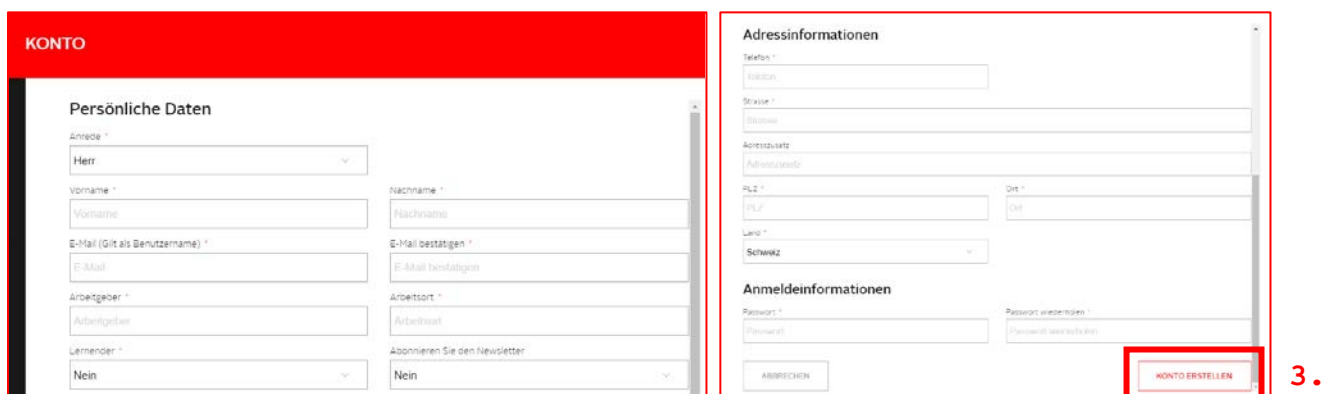 KONTO
Persönliche Daten
Anrede *
Herr
Vorname * Nachname *
Vorname Nachname
E-Mail (Gilt als Benutzername) * E-Mail bestätigen *
E-Mail E-Mail bestätigen
Arbeitgeber * Arbeitsort *
Arbeitgeber Arbeitsort
Lernender * Abonnieren Sie den Newsletter
Nein Nein
Adressinformationen
Telefon *
Telefon
Strasse *
Strasse
Adresszusatz
Adresszusatz
PLZ * Ort *
PLZ Ort
Land *
Schweiz
Anmeldeinformationen
Passwort * Passwort wiederholen *
Passwort Passwort wiederholen
ABBRECHEN KONTO ERSTELLEN
3.